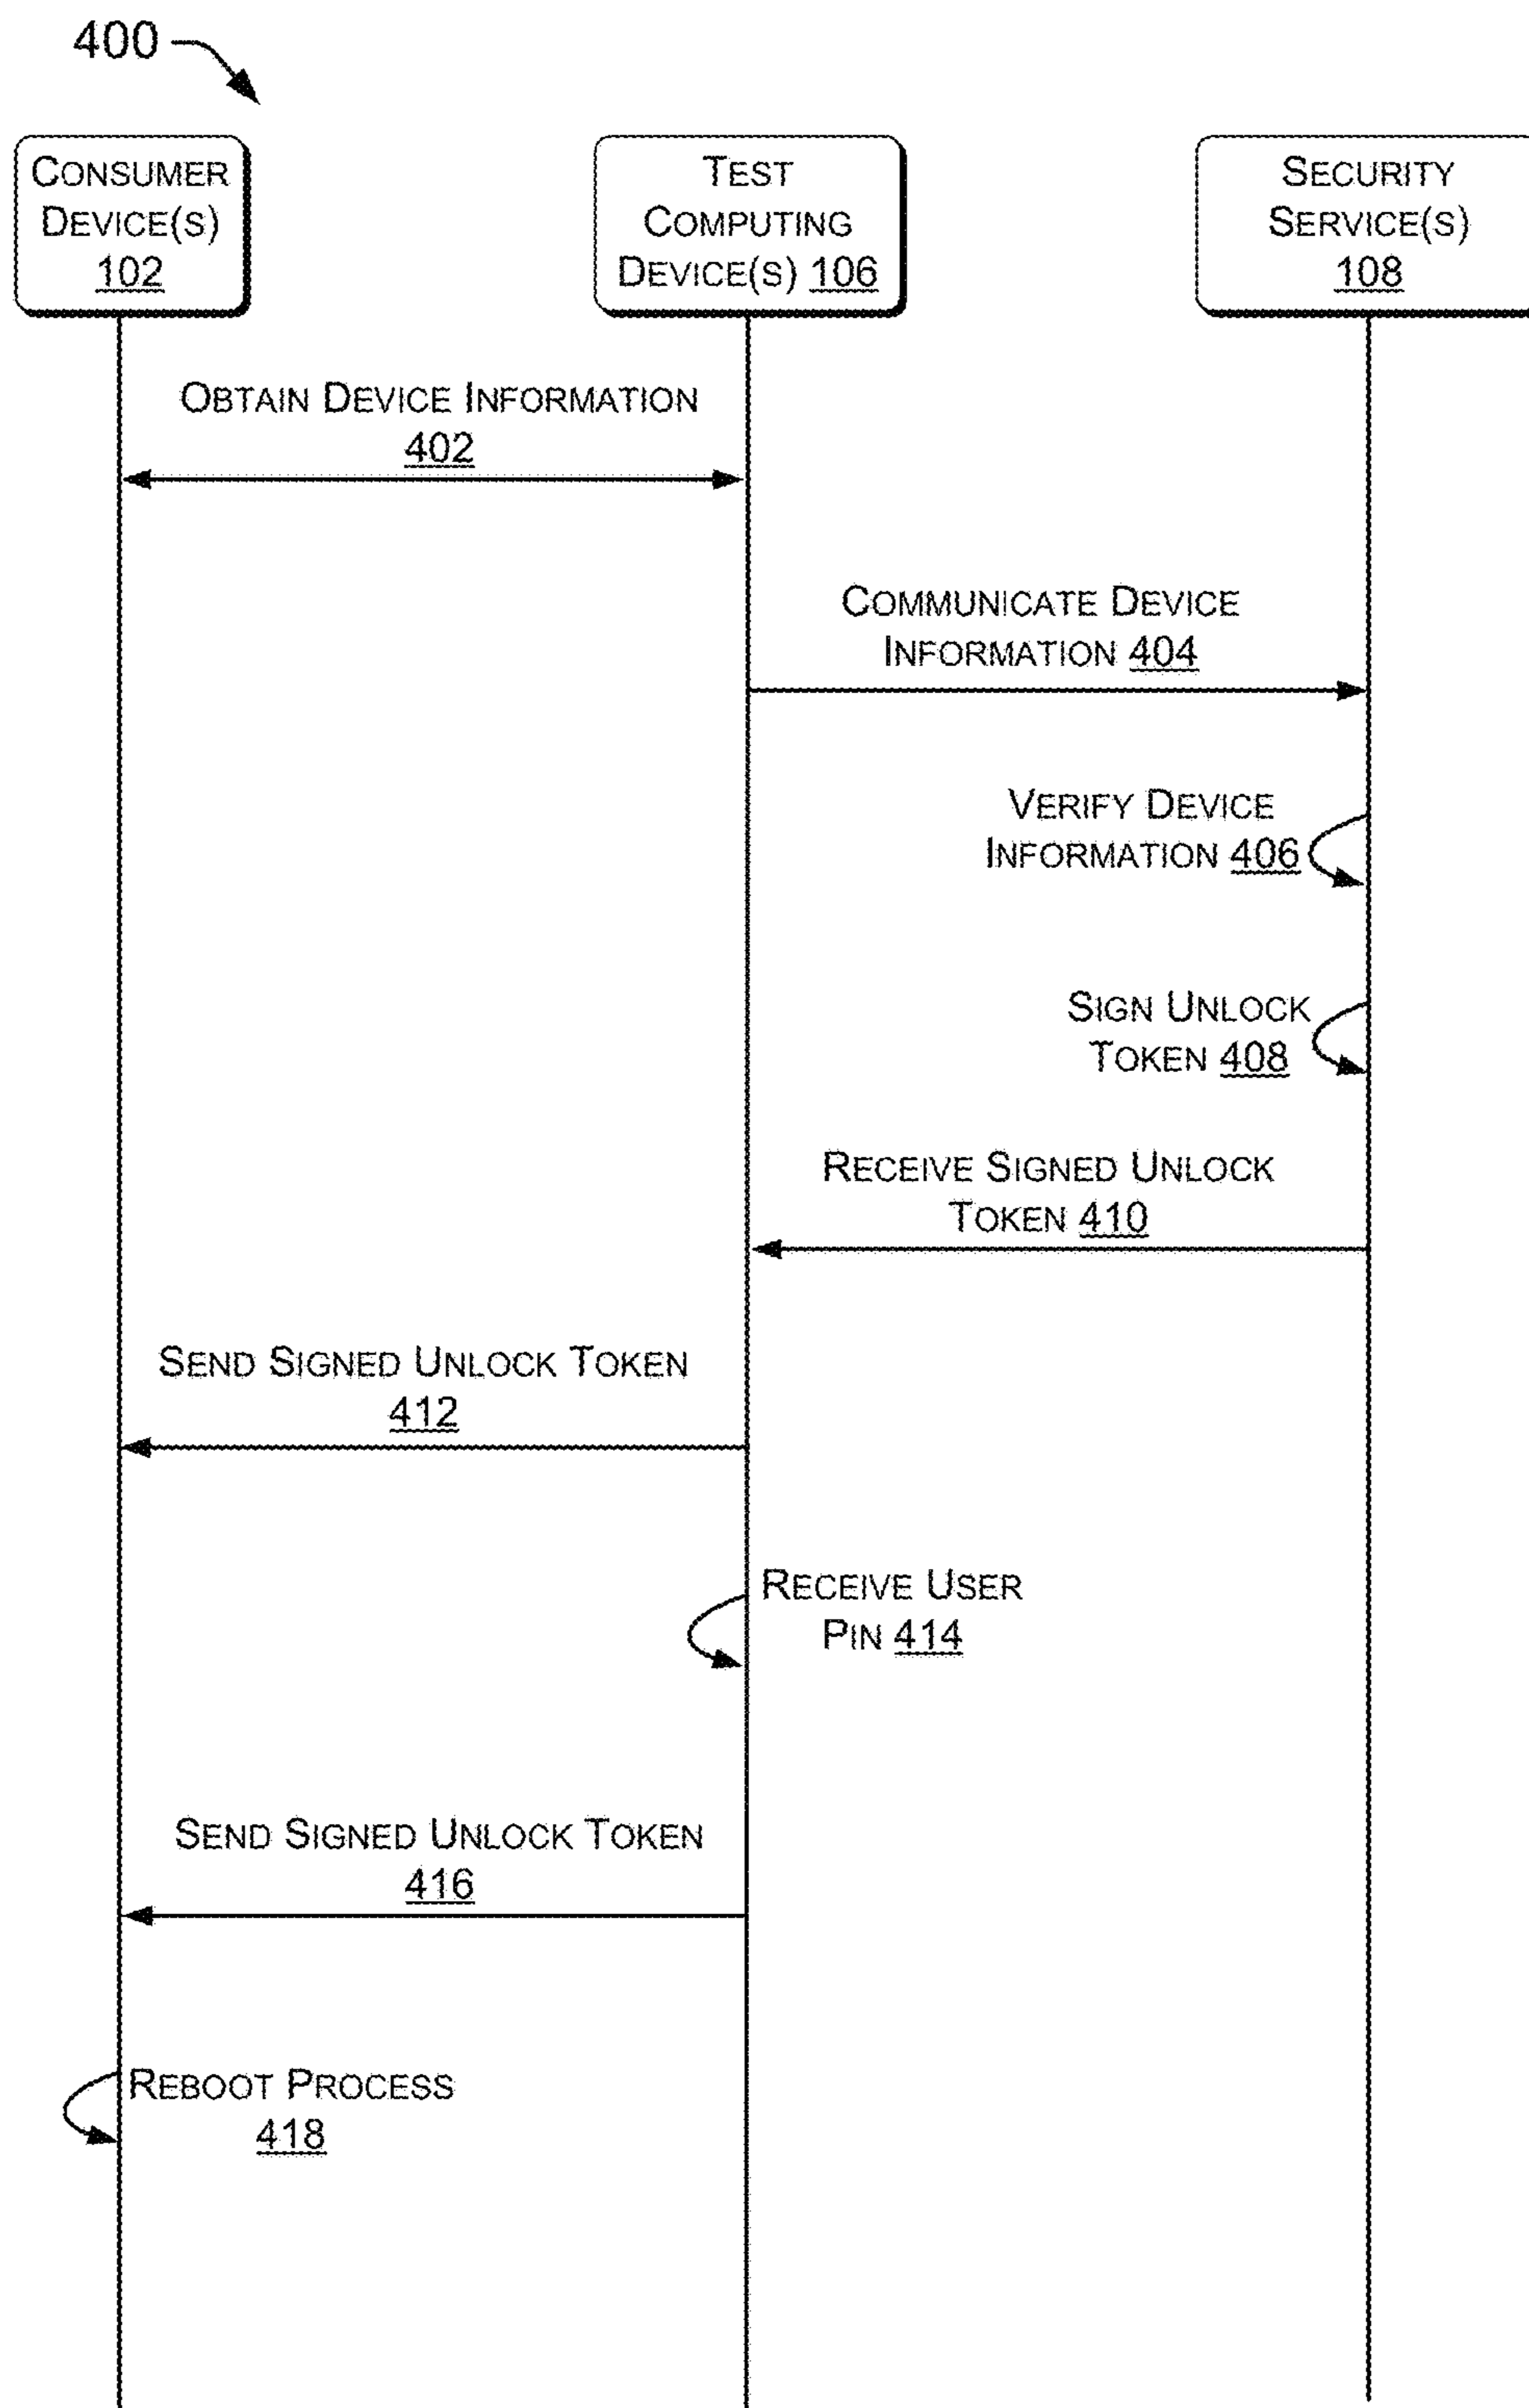 400
CONSUMER
DEVICE(S)
102
TEST
COMPUTING
DEVICE(S) 106
SECURITY
SERVICE(S)
108
OBTAIN DEVICE INFORMATION
402
COMMUNICATE DEVICE
INFORMATION 404
VERIFY DEVICE
INFORMATION 406
SIGN UNLOCK
TOKEN 408
RECEIVE SIGNED UNLOCK
TOKEN 410
SEND SIGNED UNLOCK TOKEN
412
RECEIVE USER
PIN 414
SEND SIGNED UNLOCK TOKEN
416
REBOOT PROCESS
418